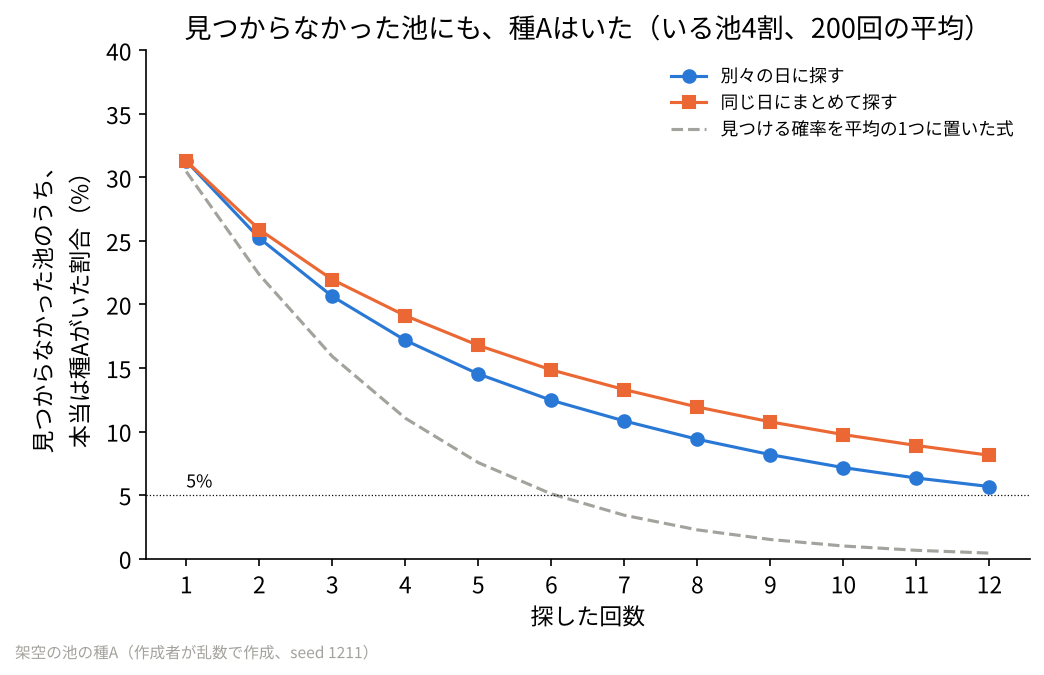 見つからなかった池にも、種Aはいた（いる池4割、200回の平均）
別々の日に探す
同じ日にまとめて探す
見つける確率を平均の1つに置いた式
見つからなかった池のうち、
本当は種Aがいた割合（%）
40
35
30
25
20
15
10
5
0
5%
1 2 3 4 5 6 7 8 9 10 11 12
探した回数
架空の池の種A（作成者が乱数で作成、seed 1211）